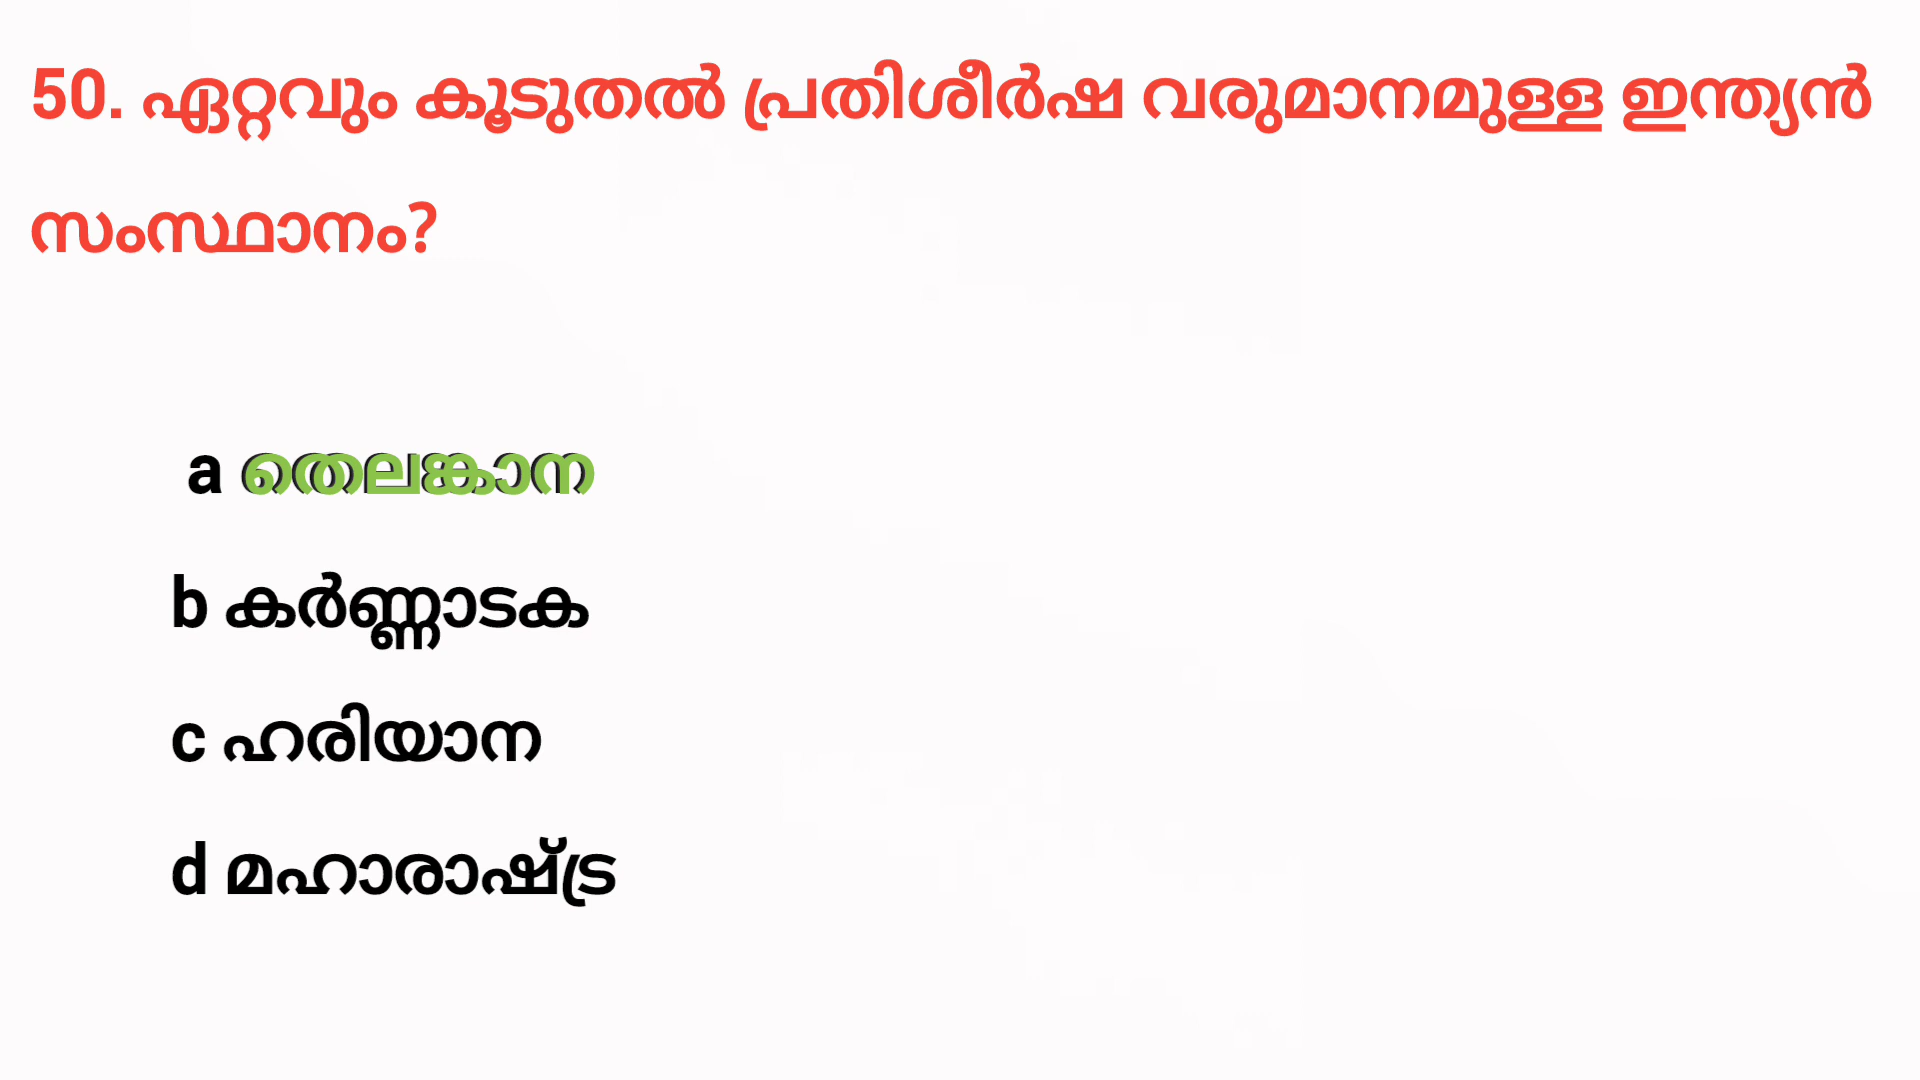 50. ഏറ്റവും കൂടുതൽ പ്രതിശീർഷ വരുമാനമുള്ള ഇന്ത്യൻ
സംസ്ഥാനം?
a തെലങ്കാന
b കർണ്ണാടക
c ഹരിയാന
d മഹാരാഷ്ട്ര